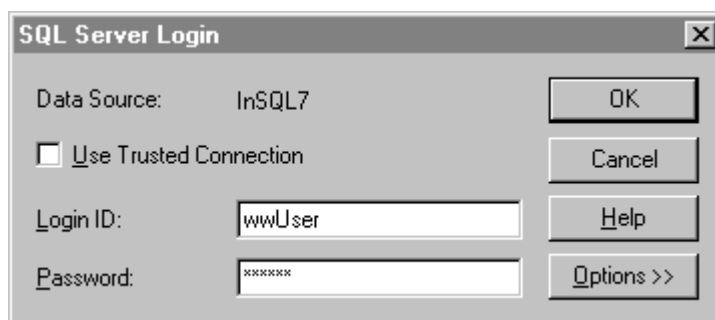 SQL Server Login
Data Source: InSQL7 OK
Use Trusted Connection Cancel
Login ID: wwUser Help
Password: ****** Options >>